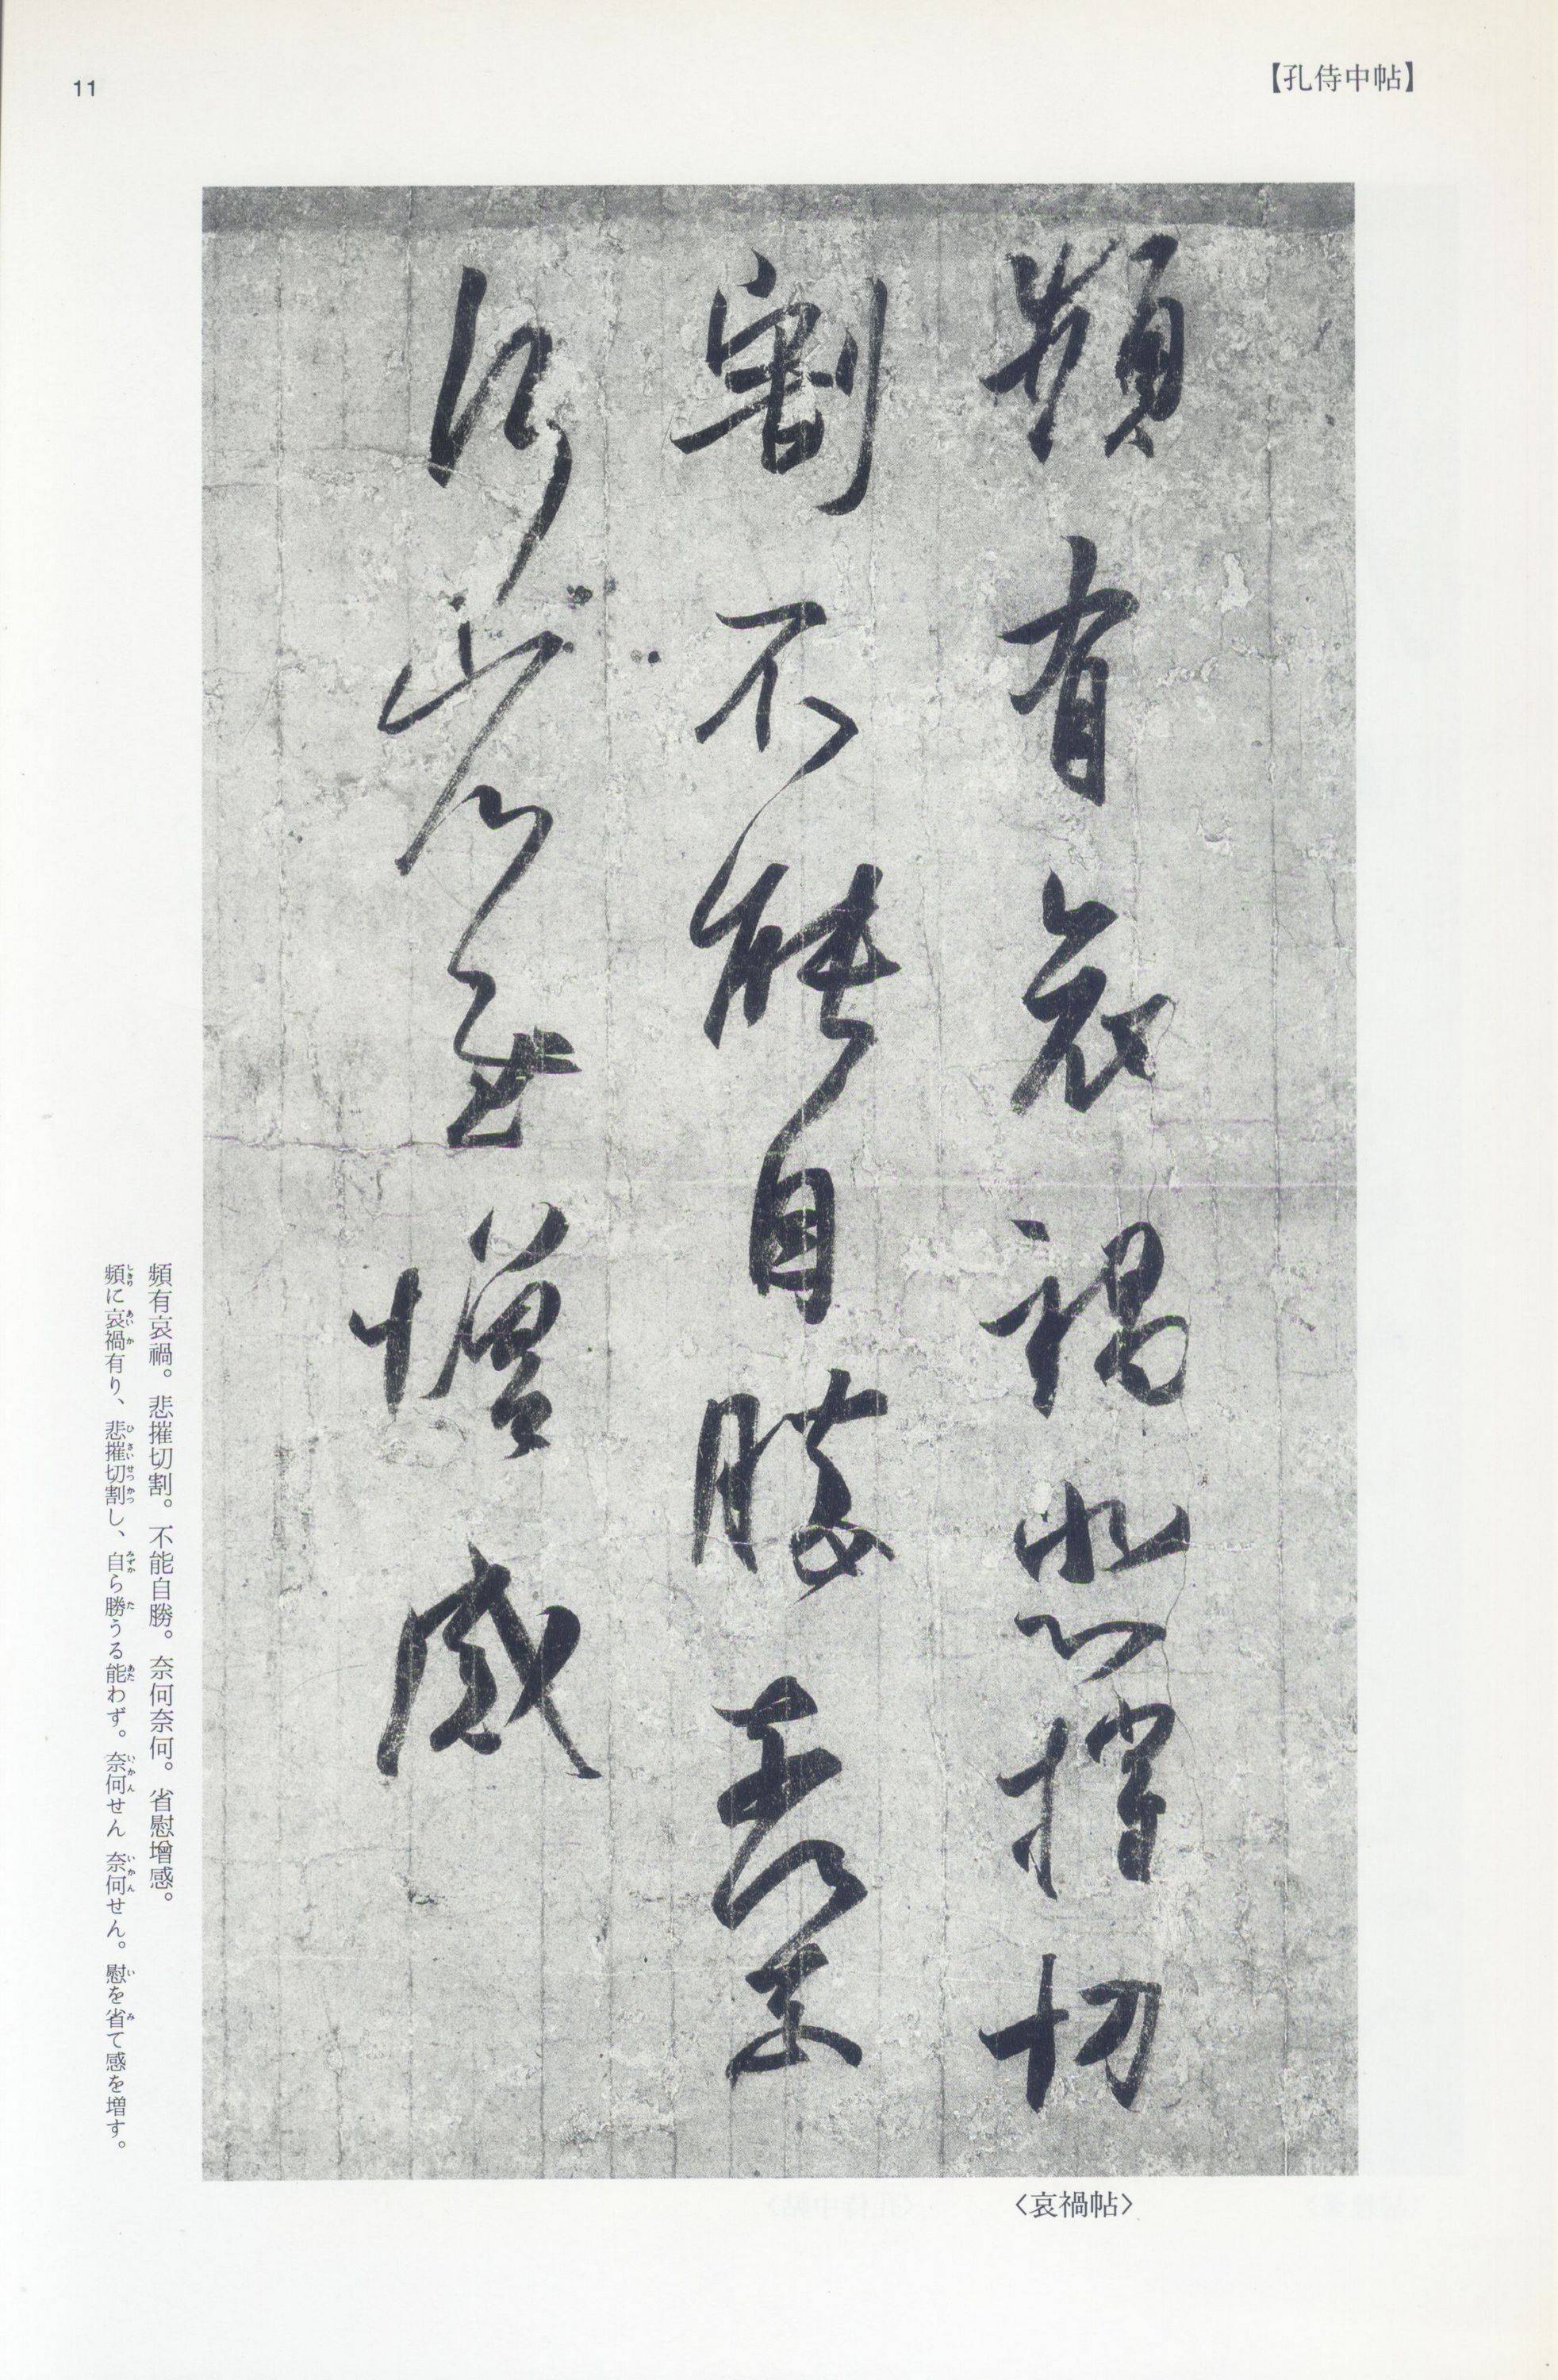 【孔侍中帖】
11
頻有哀禍悲摧切
割不能自勝奈何
奈何省慰增感
〈哀禍帖〉
頻有哀禍。悲摧切割。不能自勝。奈何奈何。省慰增感。
頻に哀禍有り、悲摧切割し、自ら勝うる能わず。奈何せん 奈何せん。慰を省て感を増す。